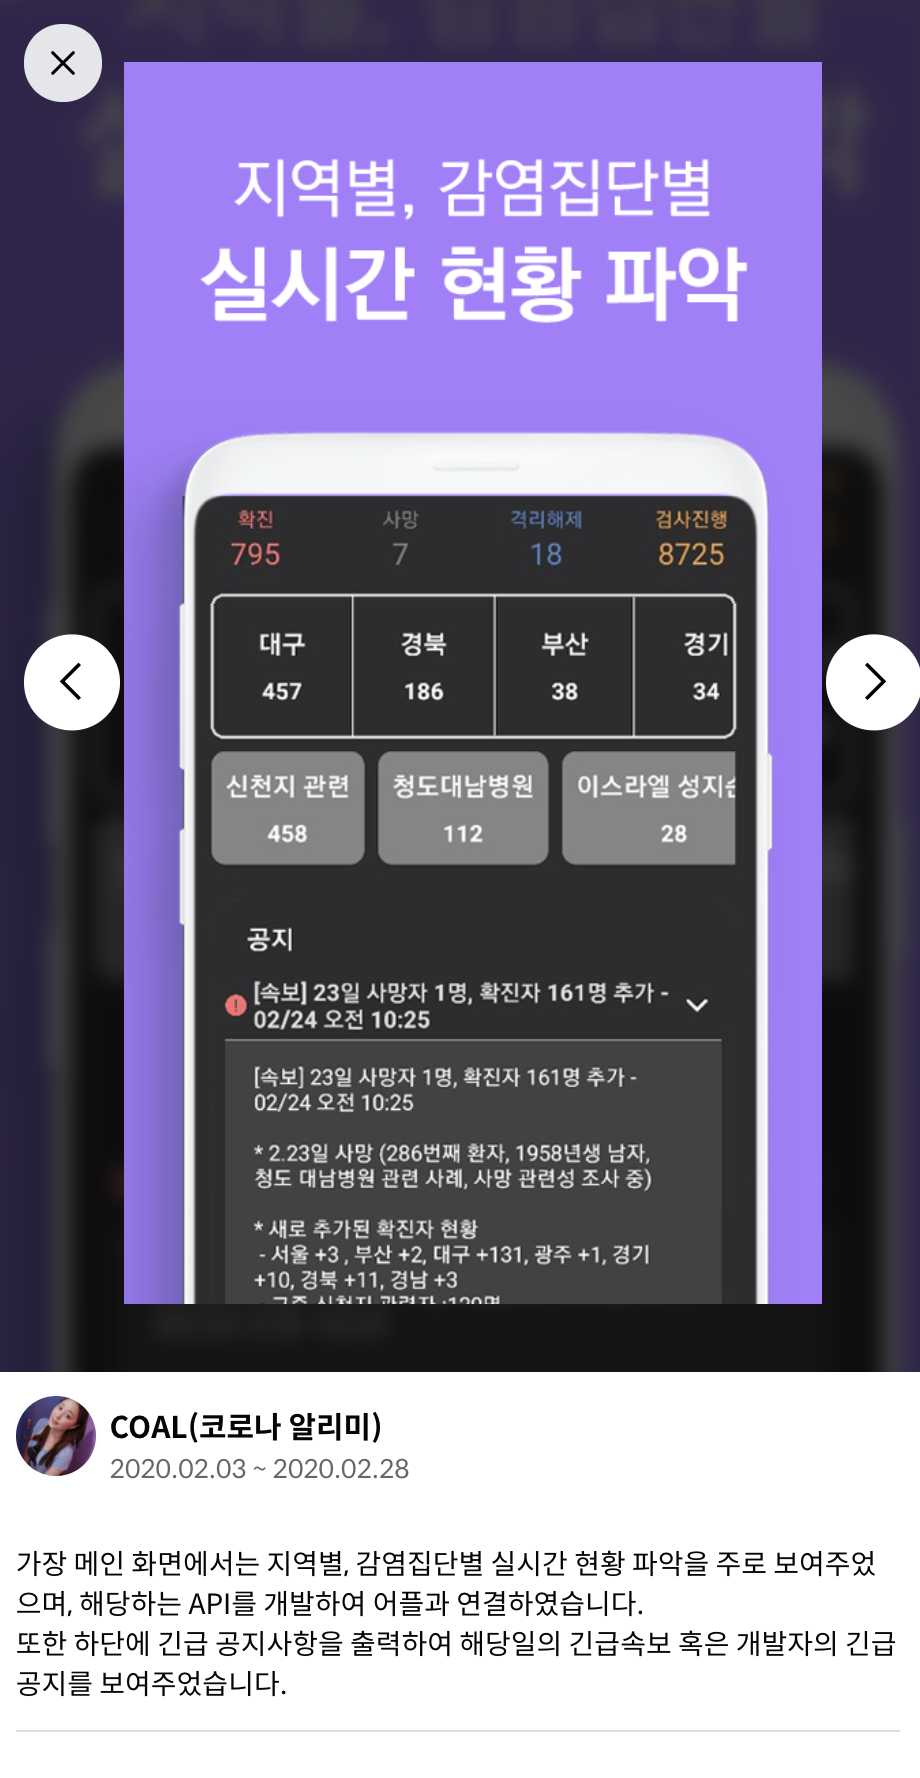 지역별, 감염집단별
실시간 현황 파악
확진 사망 격리해제 검사진행
795 7 18 8725
대구 경북 부산 경기
457 186 38 34
신천지 관련 청도대남병원 이스라엘 성지
458 112 28
공지
[속보] 23일 사망자 1명, 확진자 161명 추가 -
02/24 오전 10:25
[속보] 23일 사망자 1명, 확진자 161명 추가 -
02/24 오전 10:25
* 2.23일 사망 (286번째 환자, 1958년생 남자,
청도 대남병원 관련 사례, 사망 관련성 조사 중)
* 새로 추가된 확진자 현황
- 서울 +3 , 부산 +2, 대구 +131, 광주 +1, 경기
+10, 경북 +11, 경남 +3
COAL(코로나 알리미)
2020.02.03 ~ 2020.02.28
가장 메인 화면에서는 지역별, 감염집단별 실시간 현황 파악을 주로 보여주었
으며, 해당하는 API를 개발하여 어플과 연결하였습니다.
또한 하단에 긴급 공지사항을 출력하여 해당일의 긴급속보 혹은 개발자의 긴급
공지를 보여주었습니다.